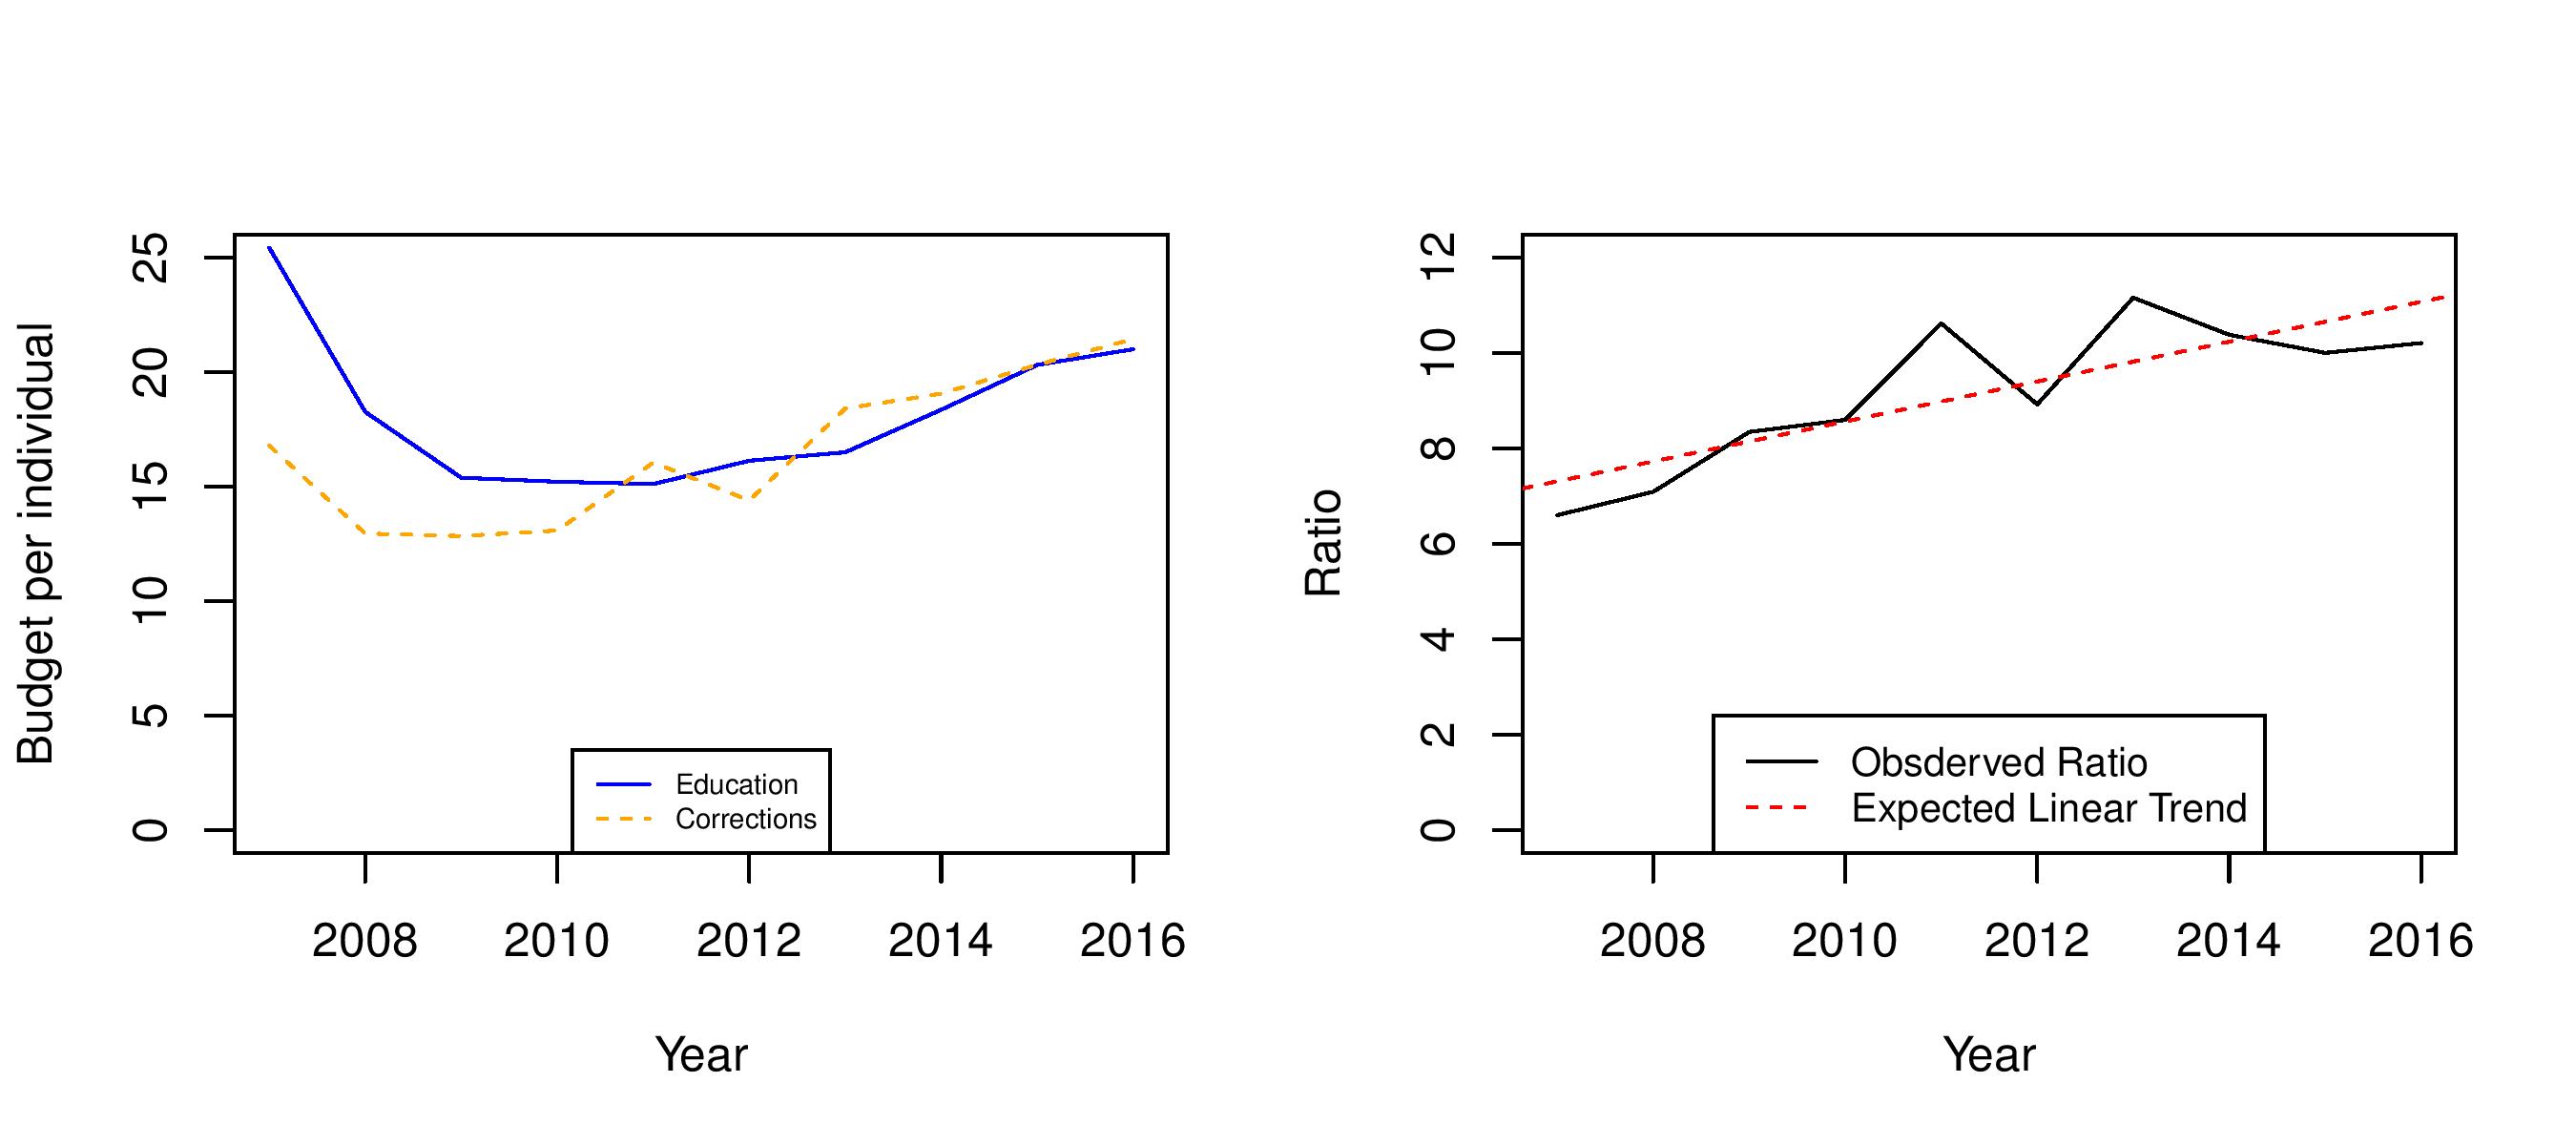 Budget per individual
25
20
15
10
5
0
Education
Corrections
2008 2010 2012 2014 2016
Year
Ratio
12
10
8
6
4
2
0
Obsderved Ratio
Expected Linear Trend
2008 2010 2012 2014 2016
Year